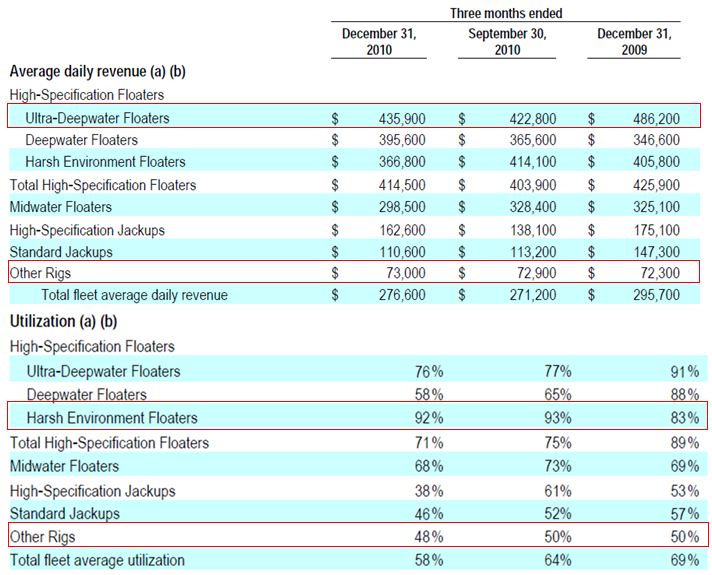 Three months ended
December 31, 2010 September 30, 2010 December 31, 2009
Average daily revenue (a) (b)
High-Specification Floaters
Ultra-Deepwater Floaters $ 435,900 $ 422,800 $ 486,200
Deepwater Floaters $ 395,600 $ 365,600 $ 346,600
Harsh Environment Floaters $ 366,800 $ 414,100 $ 405,800
Total High-Specification Floaters $ 414,500 $ 403,900 $ 425,900
Midwater Floaters $ 298,500 $ 328,400 $ 325,100
High-Specification Jackups $ 162,600 $ 138,100 $ 175,100
Standard Jackups $ 110,600 $ 113,200 $ 147,300
Other Rigs $ 73,000 $ 72,900 $ 72,300
Total fleet average daily revenue $ 276,600 $ 271,200 $ 295,700
Utilization (a) (b)
High-Specification Floaters
Ultra-Deepwater Floaters 76% 77% 91%
Deepwater Floaters 58% 65% 88%
Harsh Environment Floaters 92% 93% 83%
Total High-Specification Floaters 71% 75% 89%
Midwater Floaters 68% 73% 69%
High-Specification Jackups 38% 61% 53%
Standard Jackups 46% 52% 57%
Other Rigs 48% 50% 50%
Total fleet average utilization 58% 64% 69%